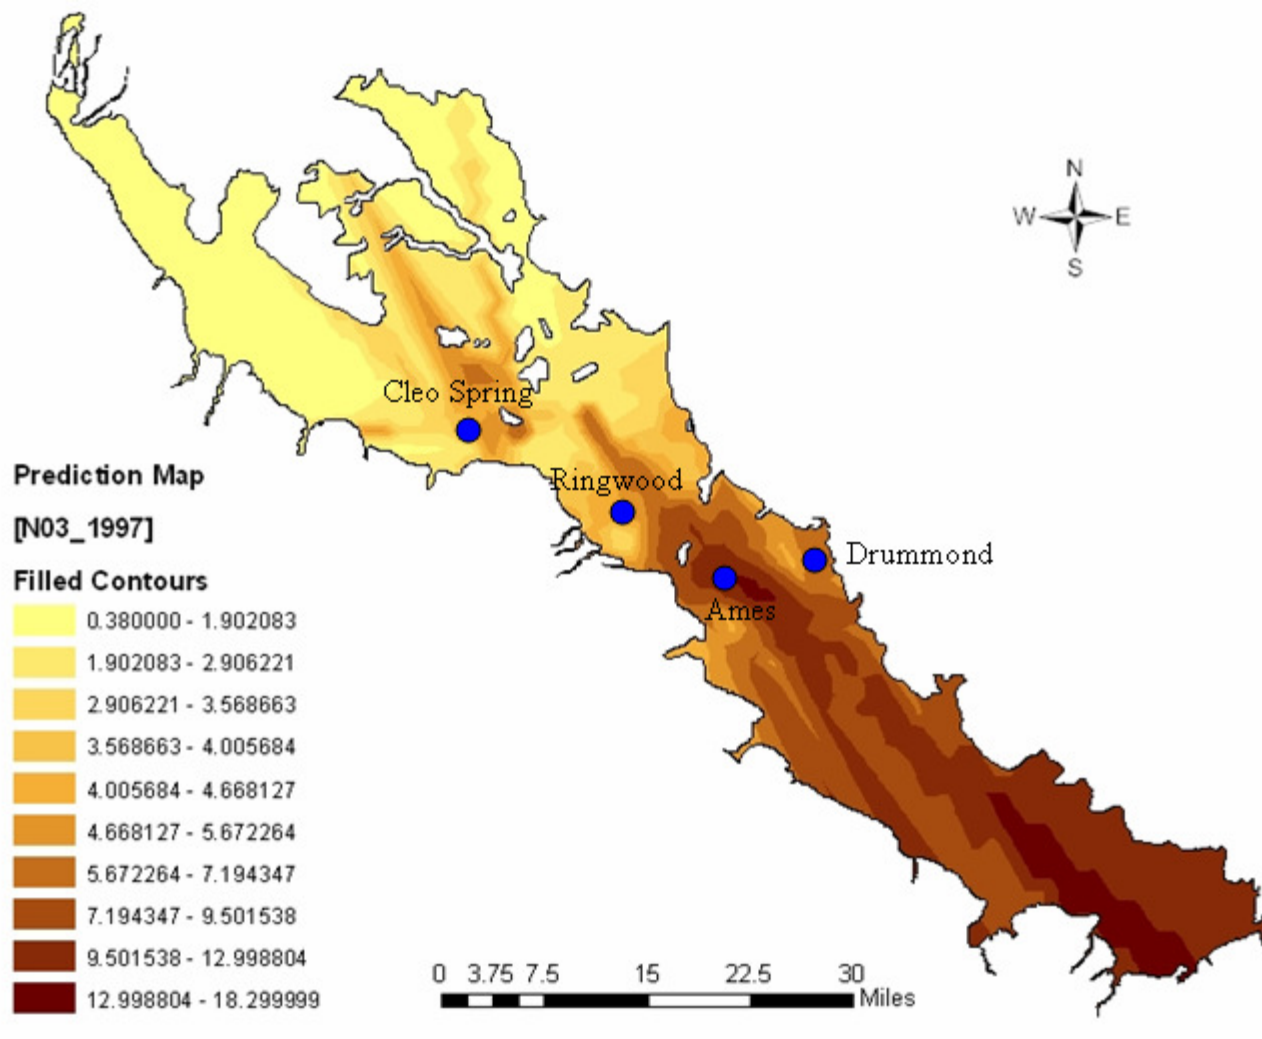 N
W E
S
Cleo Spring
Prediction Map
Ringwood
[N03_1997]
Drummond
Filled Contours
Ames
0.380000 - 1.902083
1.902083 - 2.906221
2.906221 - 3.568663
3.568663 - 4.005684
4.005684 - 4.668127
4.668127 - 5.672264
5.672264 - 7.194347
7.194347 - 9.501538
9.501538 - 12.998804
12.998804 - 18.299999
0 3.75 7.5 15 22.5 30
Miles